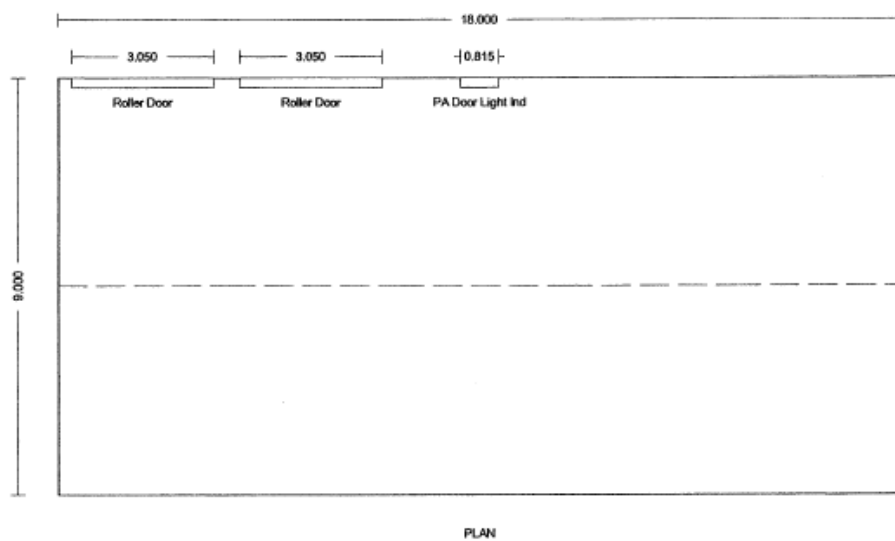 18.000
3.050
3.050
0.815
Roller Door
Roller Door
PA Door Light Ind
9.000
PLAN